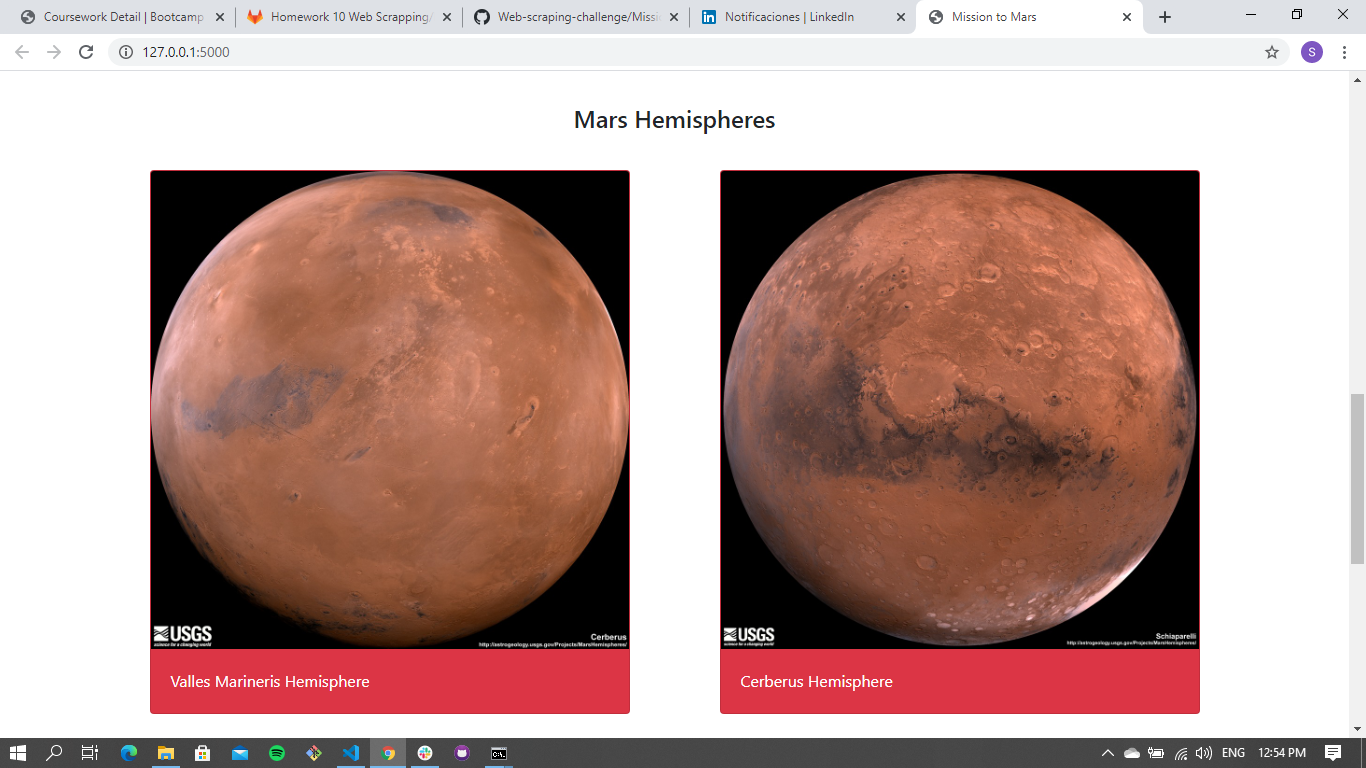 Coursework Detail | Bootcamp
Homework 10 Web Scrapping/
Web-scraping-challenge/Missi
Notificaciones | LinkedIn
Mission to Mars
127.0.0.1:5000
S
Mars Hemispheres
USGS
science for a changing world
Cerberus
http://astrogeology.usgs.gov/Projects/MarsHemispheres/
USGS
science for a changing world
Schiaparelli
http://astrogeology.usgs.gov/Projects/MarsHemispheres/
Valles Marineris Hemisphere
Cerberus Hemisphere
ENG
12:54 PM